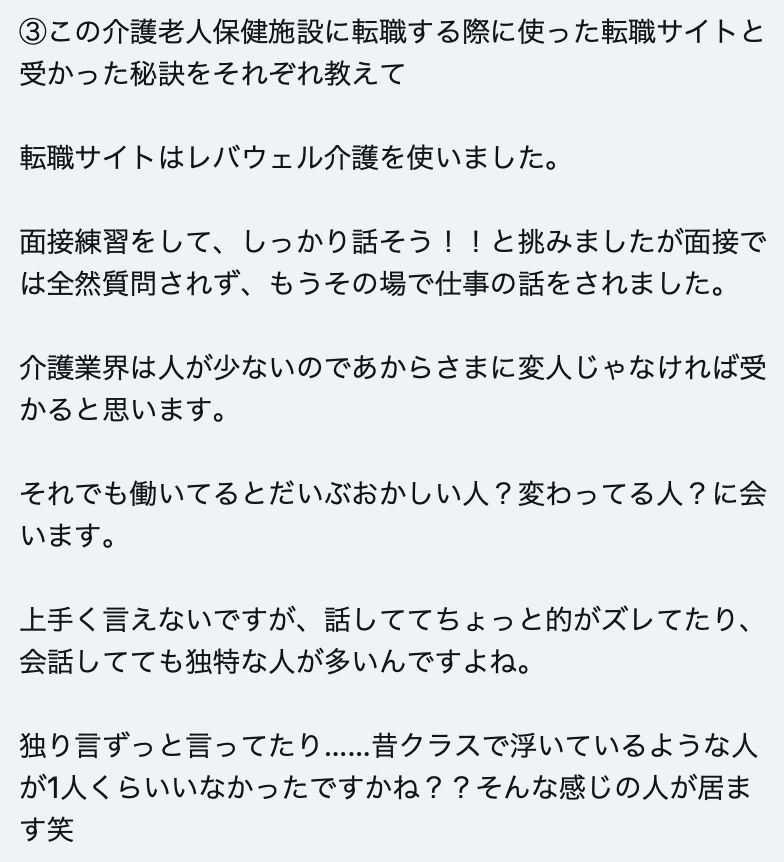 ③この介護老人保健施設に転職する際に使った転職サイトと
受かった秘訣をそれぞれ教えて
転職サイトはレバウェル介護を使いました。
面接練習をして、しっかり話そう！！と挑みましたが面接で
は全然質問されず、もうその場で仕事の話をされました。
介護業界は人が少ないのであからさまに変人じゃなければ受
かると思います。
それでも働いてるとだいぶおかしい人？変わってる人？に会
います。
上手く言えないですが、話しててちょっと的がズレてたり、
会話してても独特な人が多いんですよね。
独り言ずっと言ってたり……昔クラスで浮いているような人
が1人くらいいなかったですかね？？そんな感じの人が居ま
す笑